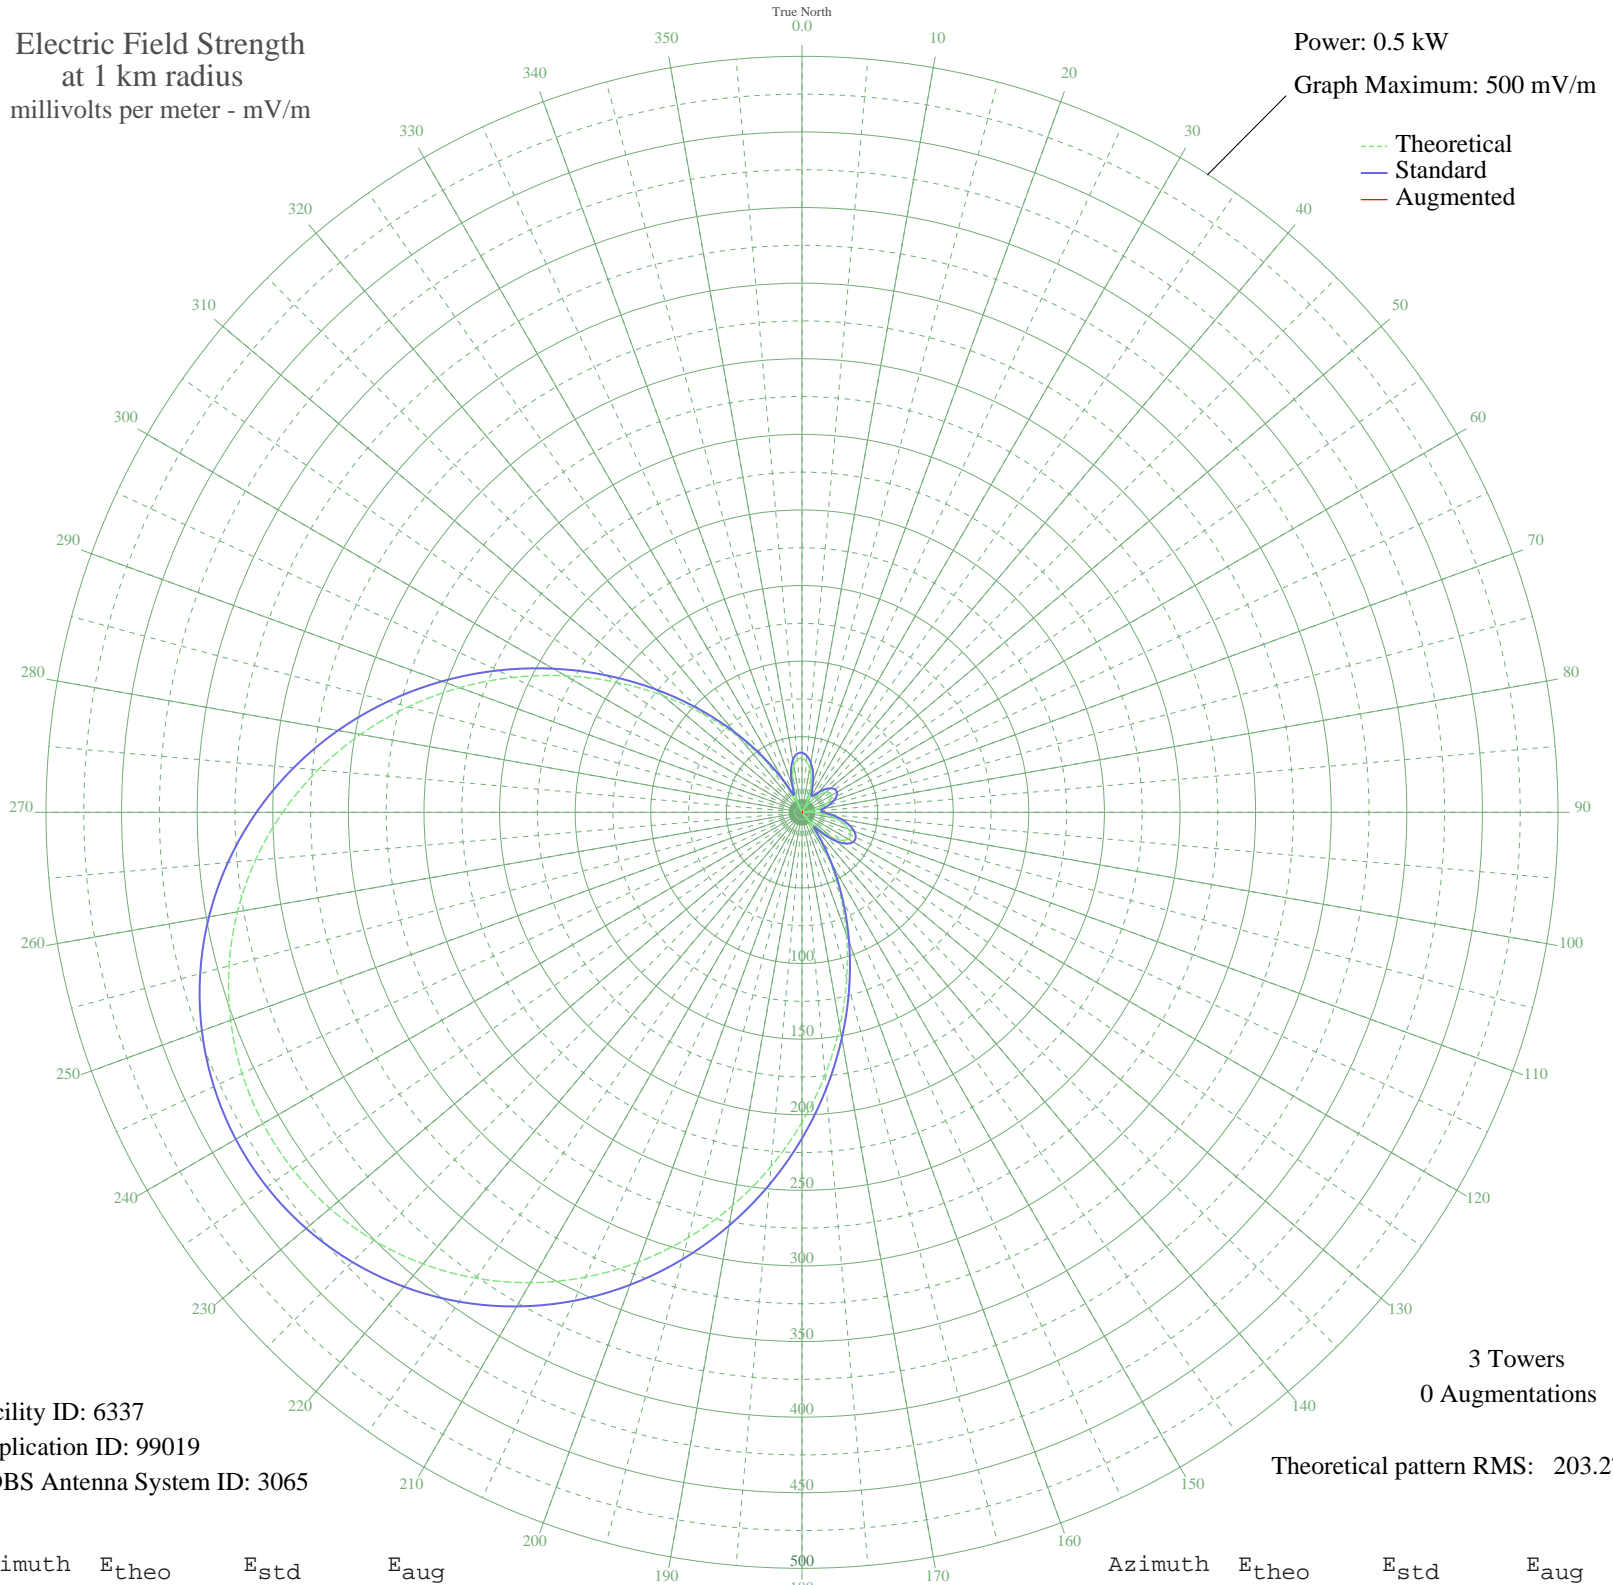 True North
0.0
Electric Field Strength
at 1 km radius
millivolts per meter - mV/m
Power: 0.5 kW
Graph Maximum: 500 mV/m
Theoretical
Standard
Augmented
10
20
30
40
50
60
70
80
90
100
110
120
130
140
150
160
170
190
200
210
220
230
240
250
260
270
280
290
300
310
320
330
340
350
100
150
200
250
300
350
400
450
500
3 Towers
0 Augmentations
Theoretical pattern RMS: 203.2
cility ID: 6337
plication ID: 99019
DBS Antenna System ID: 3065
imuth Etheo Estd Eaug
Azimuth Etheo Estd Eaug